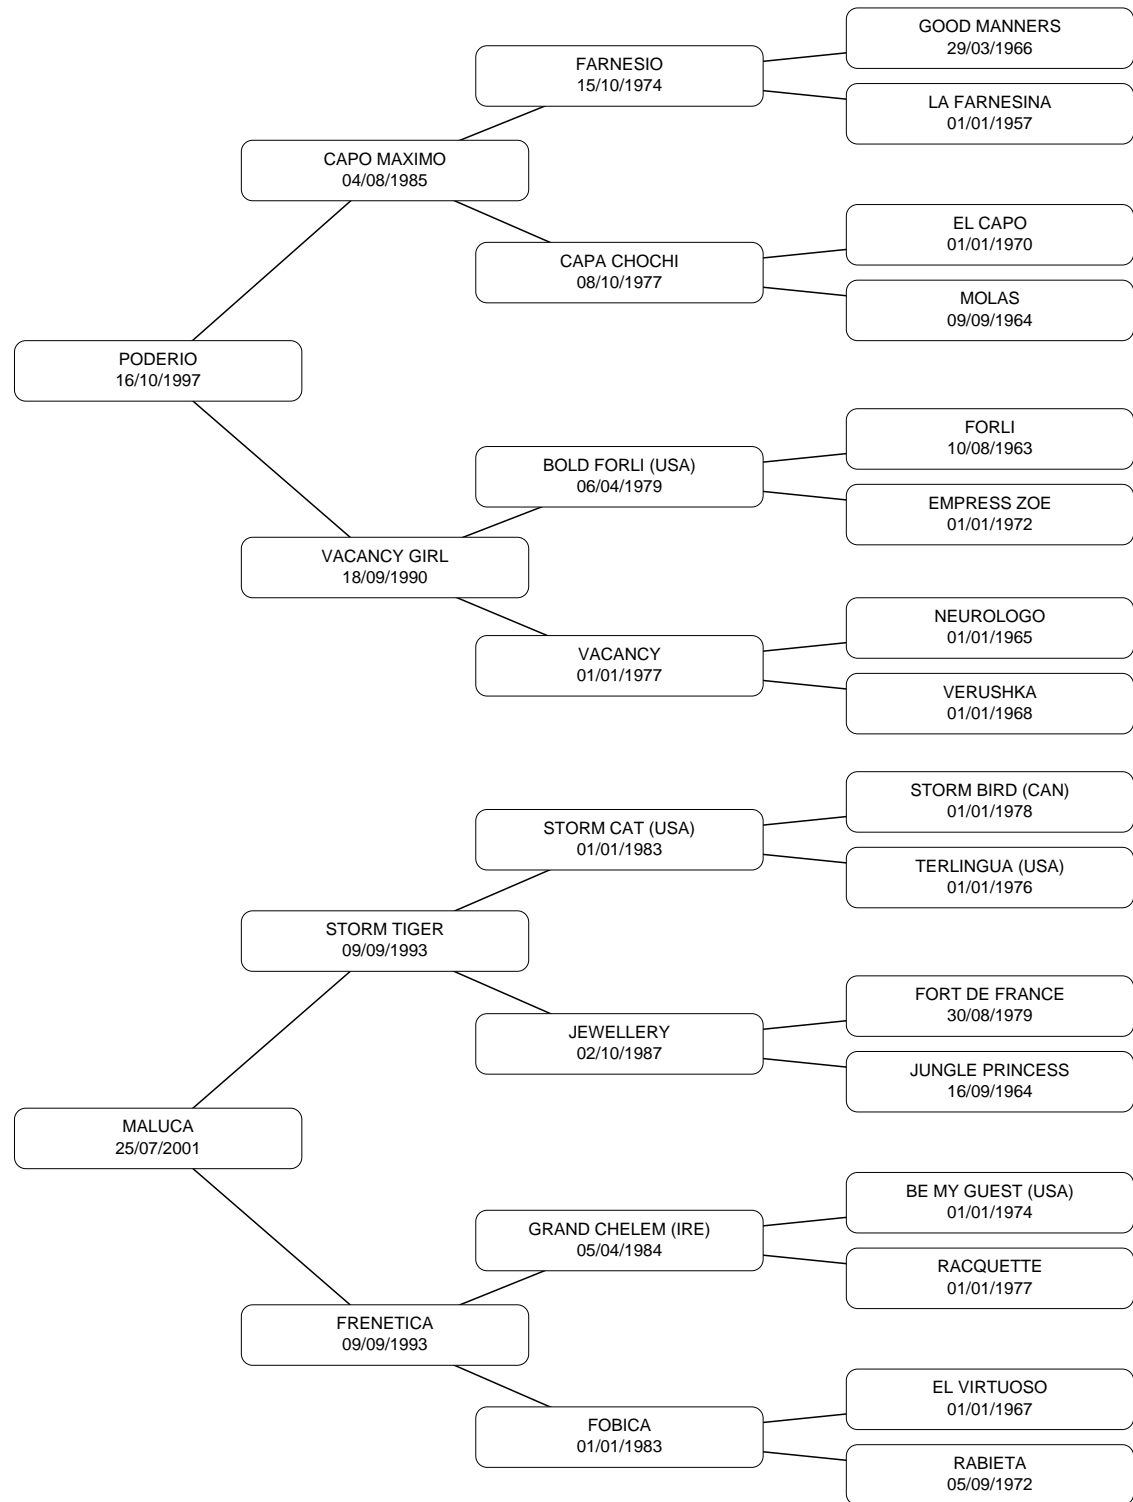 GOOD MANNERS
29/03/1966
FARNESIO
15/10/1974
LA FARNESINA
01/01/1957
CAPO MAXIMO
04/08/1985
EL CAPO
01/01/1970
CAPA CHOCHI
08/10/1977
MOLAS
09/09/1964
PODERIO
16/10/1997
FORLI
10/08/1963
BOLD FORLI (USA)
06/04/1979
EMPRESS ZOE
01/01/1972
VACANCY GIRL
18/09/1990
NEUROLOGO
01/01/1965
VACANCY
01/01/1977
VERUSHKA
01/01/1968
STORM BIRD (CAN)
01/01/1978
STORM CAT (USA)
01/01/1983
TERLINGUA (USA)
01/01/1976
STORM TIGER
09/09/1993
FORT DE FRANCE
30/08/1979
JEWELLERY
02/10/1987
JUNGLE PRINCESS
16/09/1964
MALUCA
25/07/2001
BE MY GUEST (USA)
01/01/1974
GRAND CHELEM (IRE)
05/04/1984
RACQUETTE
01/01/1977
FRENETICA
09/09/1993
EL VIRTUOSO
01/01/1967
FOBICA
01/01/1983
RABIETA
05/09/1972